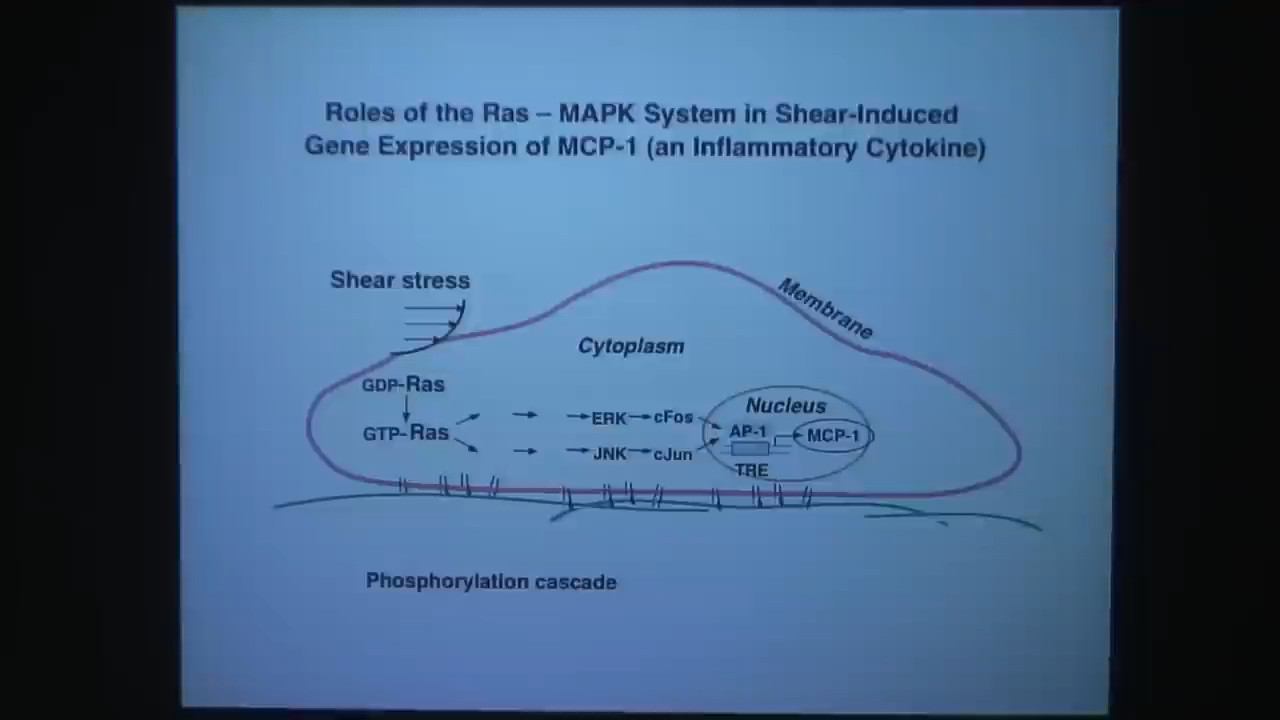 Roles of the Ras – MAPK System in Shear-Induced
Gene Expression of MCP-1 (an Inflammatory Cytokine)
Shear stress
Membrane
Cytoplasm
GDP-Ras
GTP-Ras
ERK
cFos
JNK
cJun
Nucleus
AP-1
MCP-1
TRE
Phosphorylation cascade